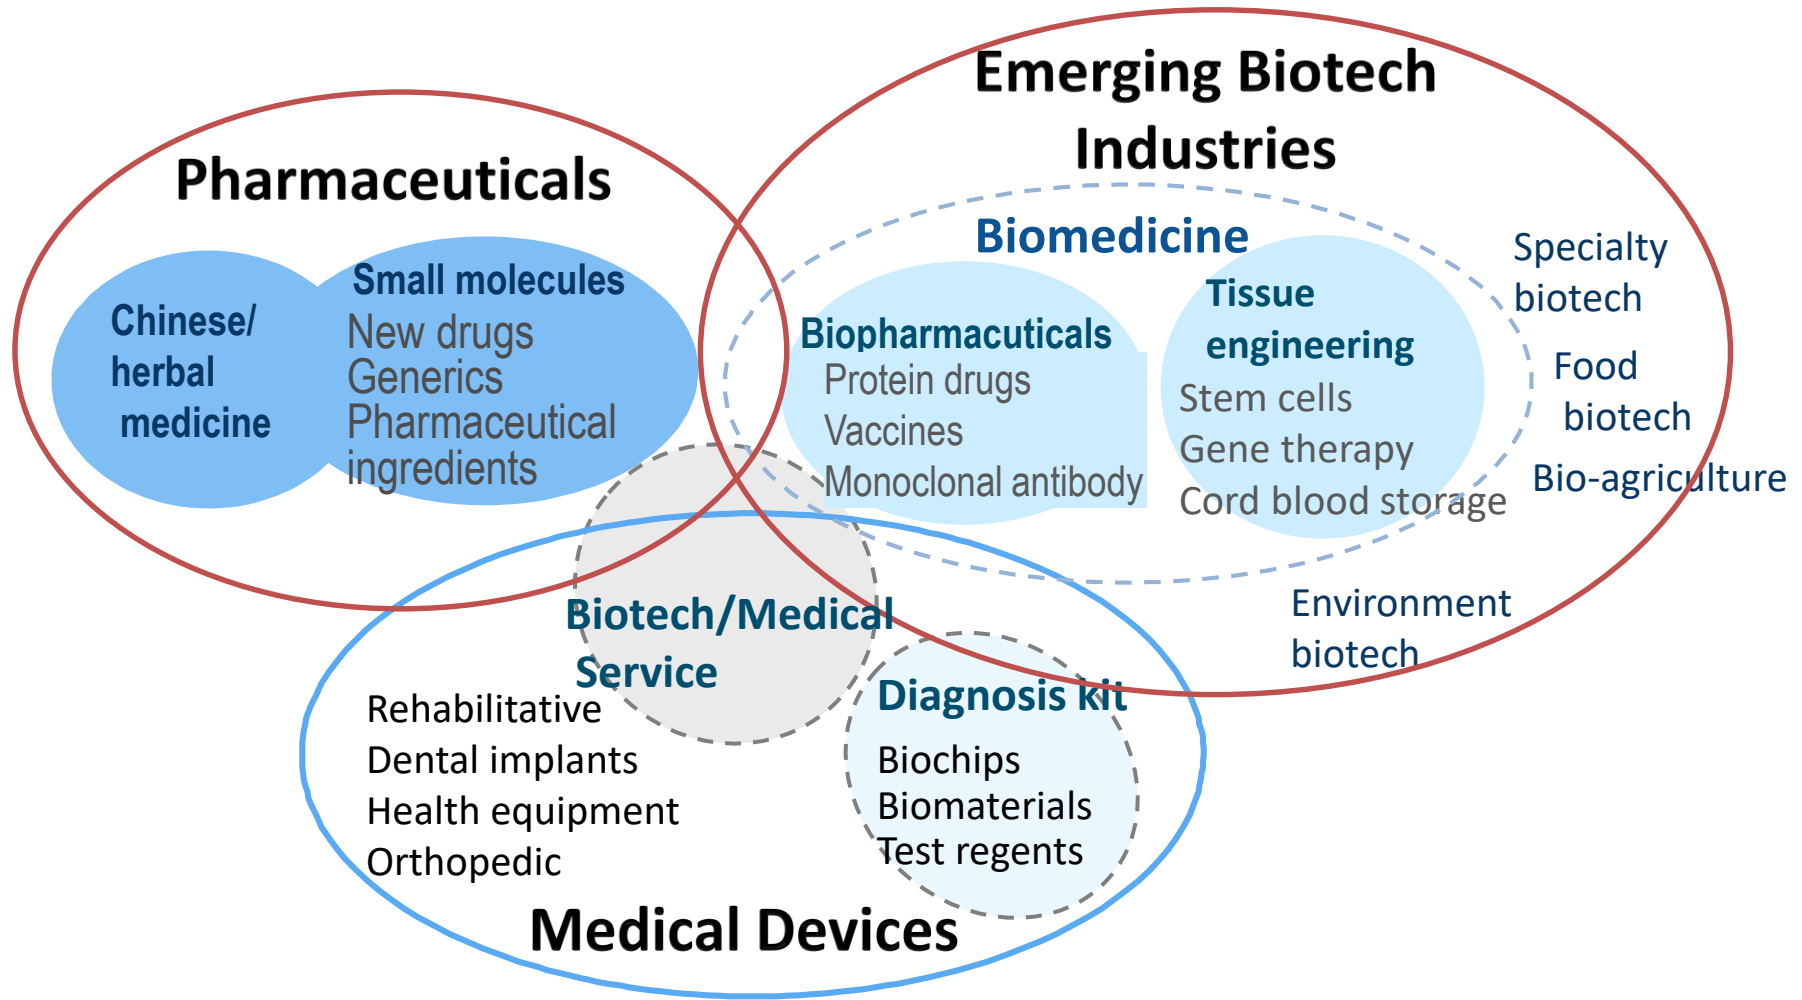 Emerging Biotech
Industries
Pharmaceuticals
Biomedicine
Chinese/
herbal
medicine
Small molecules
New drugs
Generics
Pharmaceutical
ingredients
Biopharmacuticals
Protein drugs
Vaccines
Monoclonal antibody
Tissue
engineering
Stem cells
Gene therapy
Cord blood storage
Specialty
biotech
Food
biotech
Bio-agriculture
Environment
biotech
Biotech/Medical
Service
Diagnosis kit
Biochips
Biomaterials
Test regents
Rehabilitative
Dental implants
Health equipment
Orthopedic
Medical Devices